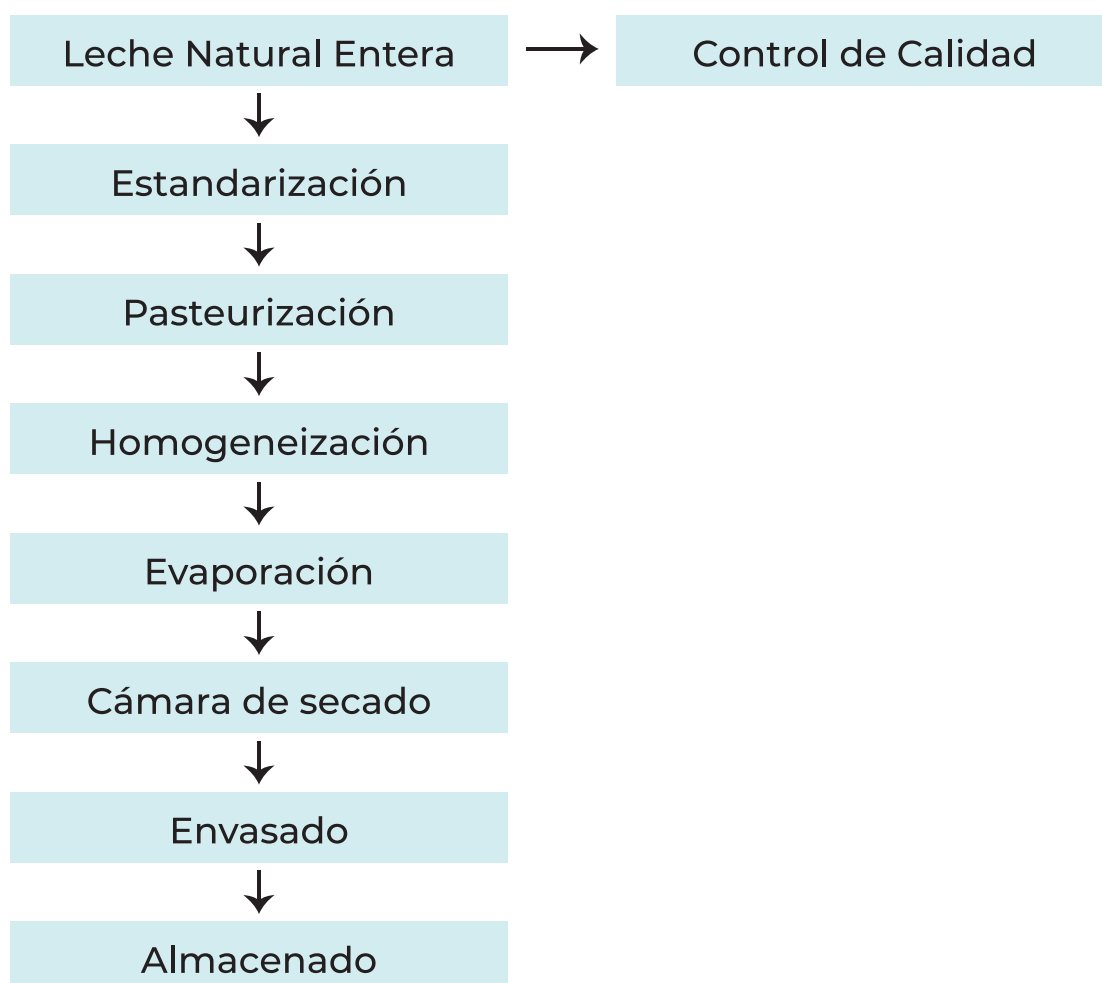 Leche Natural Entera
Control de Calidad
Estandarización
Pasteurización
Homogeneización
Evaporación
Cámara de secado
Envasado
Almacenado